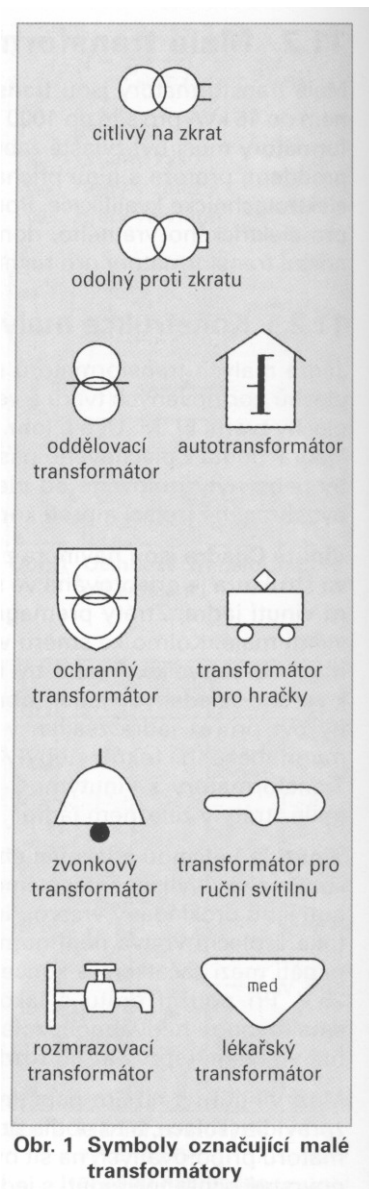 citlivý na zkrat
odolný proti zkratu
oddělovací
transformátor
autotransformátor
ochranný
transformátor
transformátor
pro hračky
zvonkový
transformátor
transformátor pro
ruční svítilnu
med
rozmrazovací
transformátor
lékařský
transformátor
Obr. 1 Symboly označující malé
transformátory